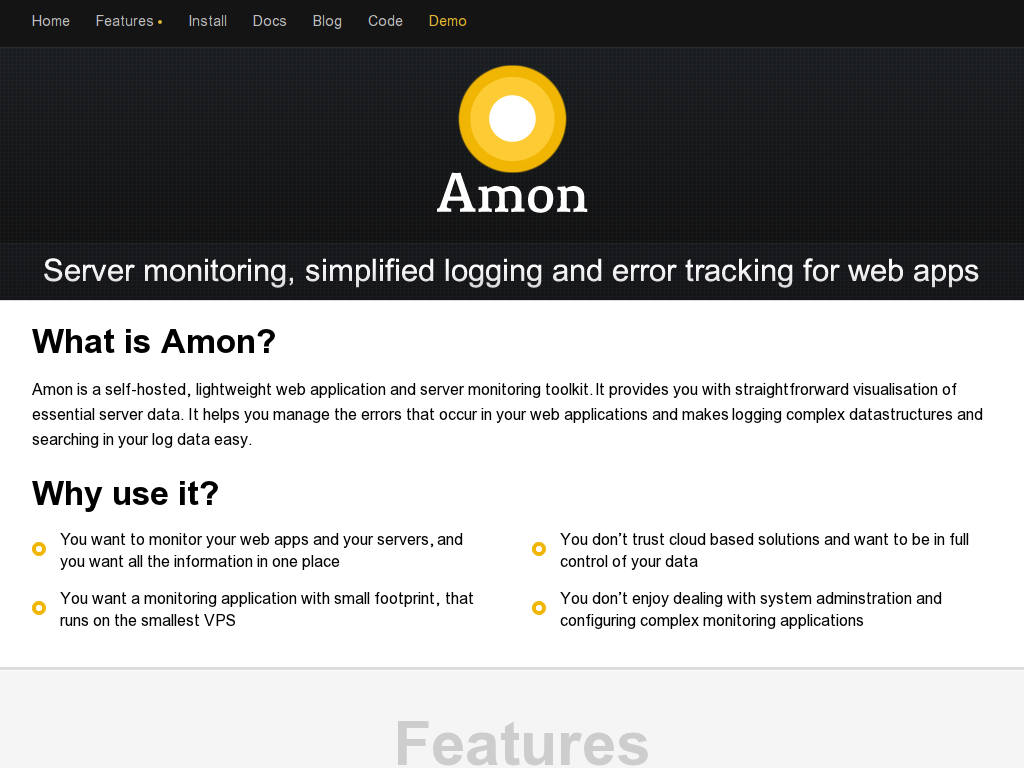 Home Features Install Docs Blog Code Demo
Amon
Server monitoring, simplified logging and error tracking for web apps
What is Amon?
Amon is a self-hosted, lightweight web application and server monitoring toolkit. It provides you with straightfrorward visualisation of
essential server data. It helps you manage the errors that occur in your web applications and makes logging complex datastructures and
searching in your log data easy.
Why use it?
You want to monitor your web apps and your servers, and
you want all the information in one place
You don’t trust cloud based solutions and want to be in full
control of your data
You want a monitoring application with small footprint, that
runs on the smallest VPS
You don’t enjoy dealing with system adminstration and
configuring complex monitoring applications
Features